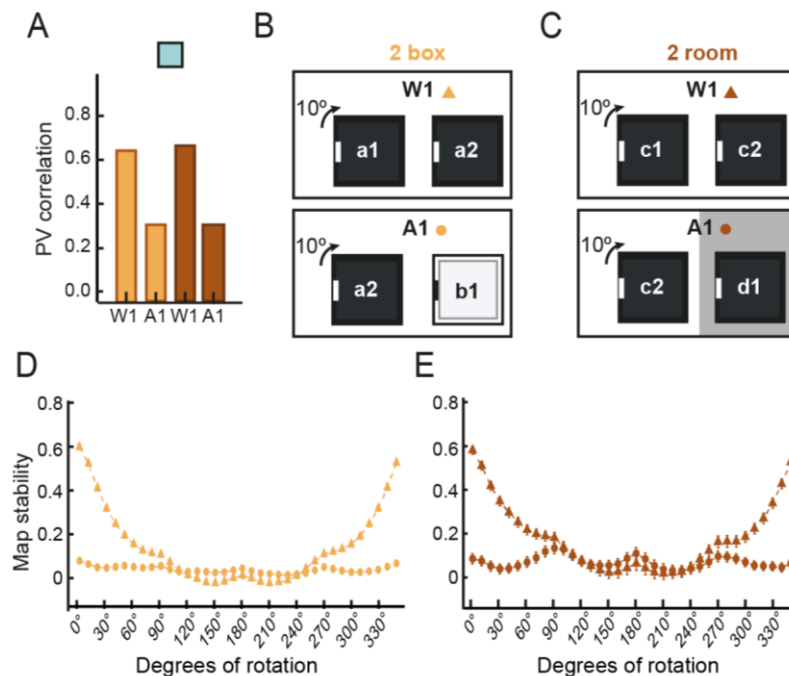 A
PV correlation
0.8
0.6
0.4
0.2
0.0
W1 A1 W1 A1
B
2 box
W1
10º
a1
a2
A1
10º
a2
b1
C
2 room
W1
10º
c1
c2
A1
10º
c2
d1
D
Map stability
0.8
0.6
0.4
0.2
0
0° 30° 60° 90° 120° 150° 180° 210° 240° 270° 300° 330°
Degrees of rotation
E
0.8
0.6
0.4
0.2
0
0° 30° 60° 90° 120° 150° 180° 210° 240° 270° 300° 330°
Degrees of rotation